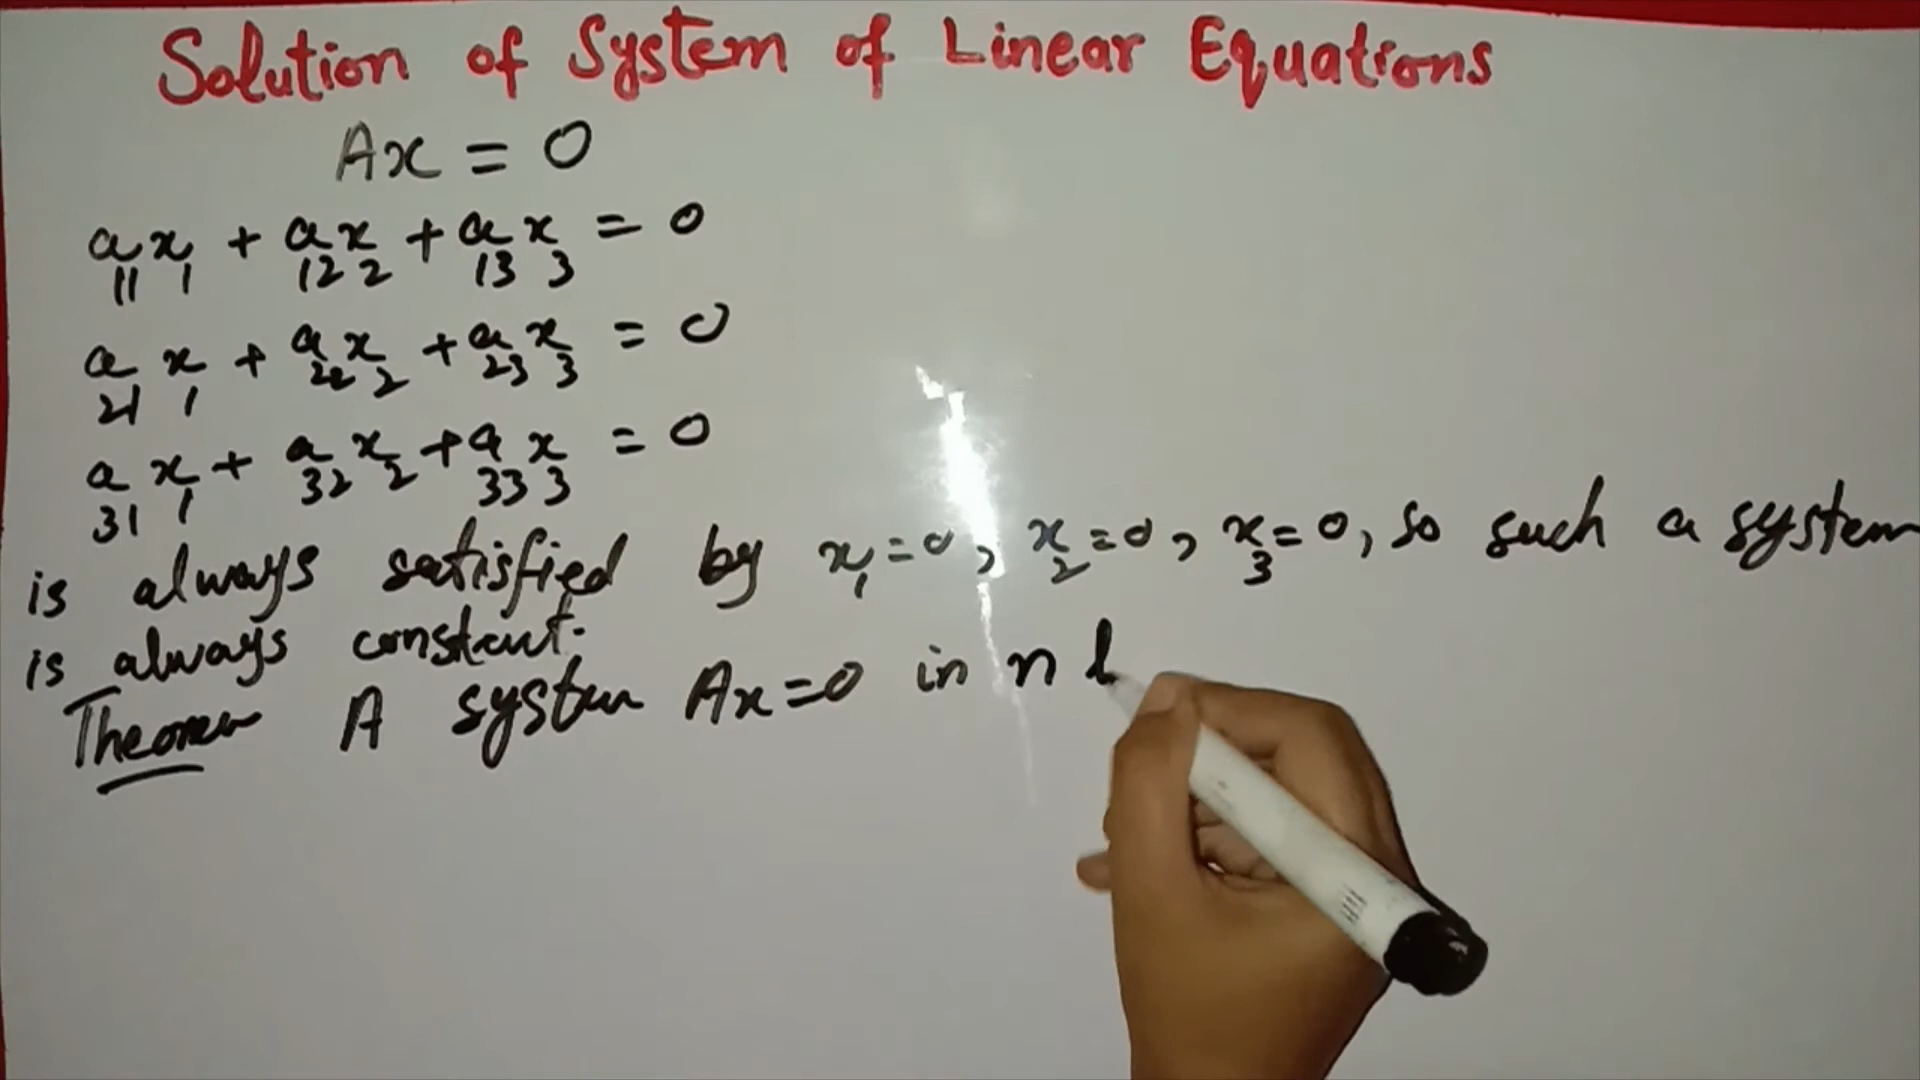 Solution of System of Linear Equations
Ax = 0
a₁₁x₁ + a₁₂x₂ + a₁₃x₃ = 0
a₂₁x₁ + a₂₂x₂ + a₂₃x₃ = 0
a₃₁x₁ + a₃₂x₂ + a₃₃x₃ = 0
is always satisfied by x₁=0, x₂=0, x₃=0, so such a system
is always constent.
Theorem A system Ax=0 in n